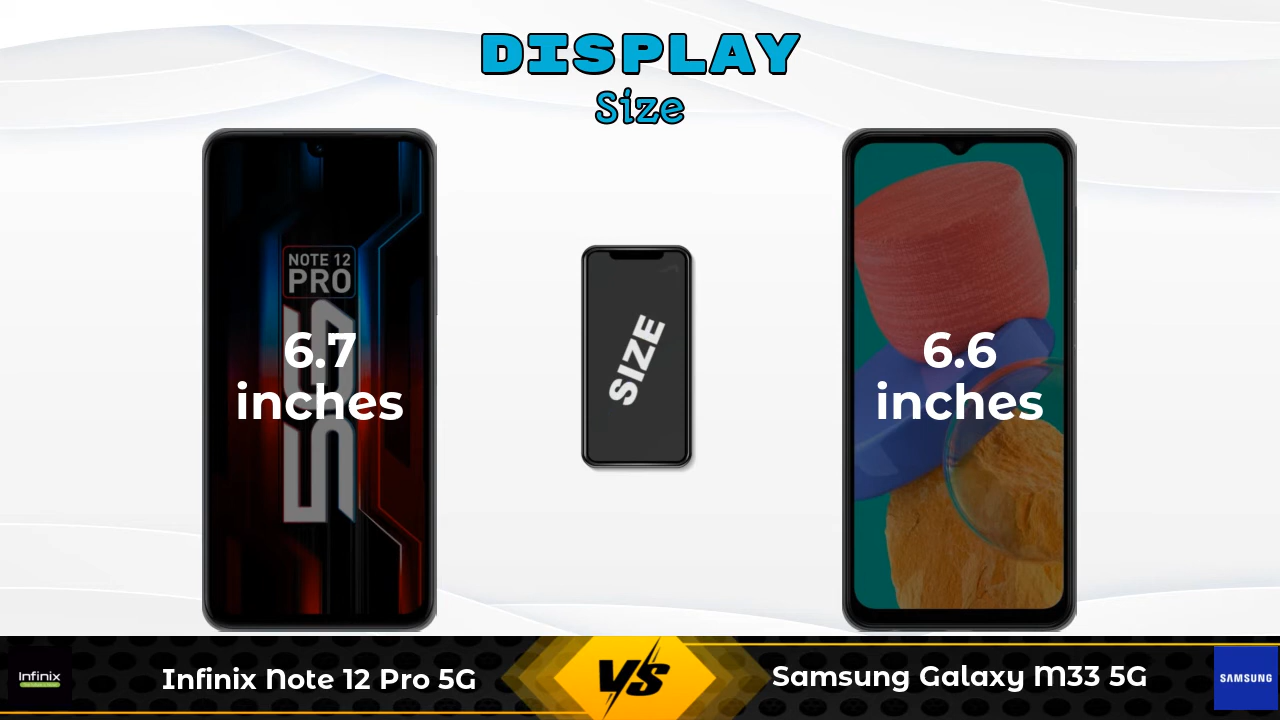 DISPLAY
Size
NOTE 12
PRO
5G
6.7
inches
SIZE
6.6
inches
Infinix
Infinix Note 12 Pro 5G
VS
Samsung Galaxy M33 5G
SAMSUNG